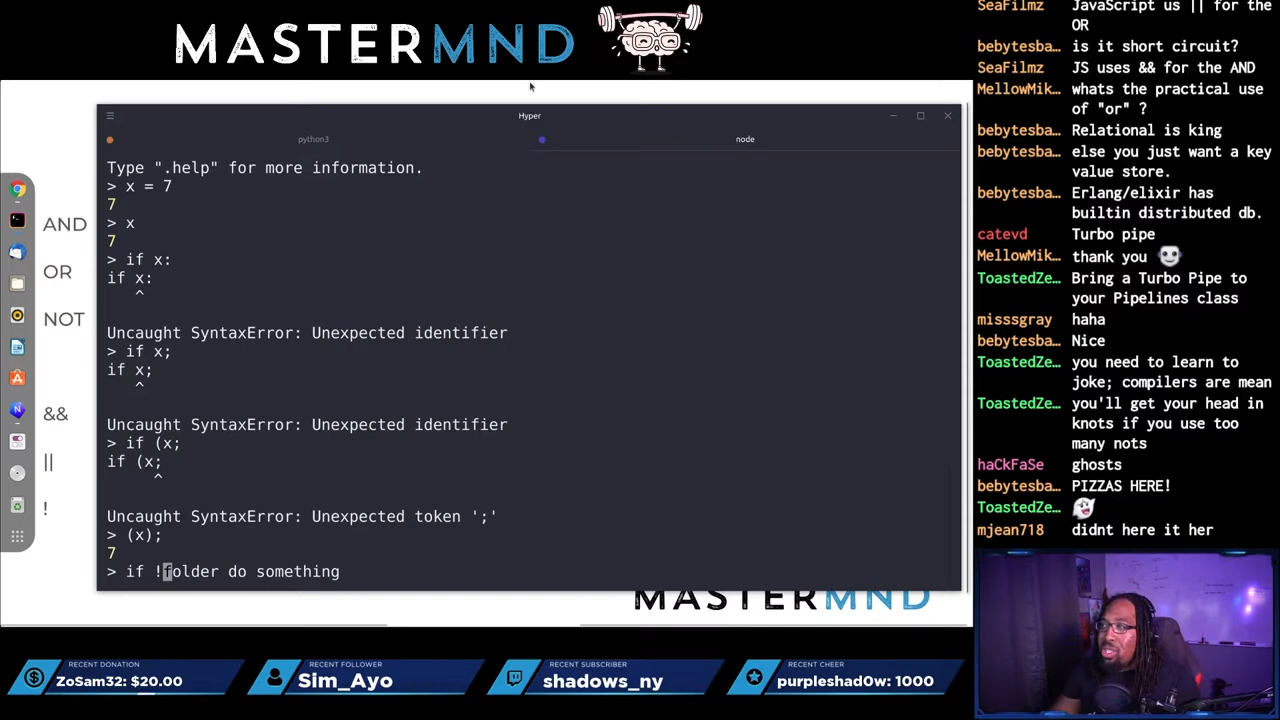 MASTERMND
Hyper
python3
node
Type ".help" for more information.
> x = 7
7
> x
7
> if x:
if x:
^
Uncaught SyntaxError: Unexpected identifier
> if x;
if x;
^
Uncaught SyntaxError: Unexpected identifier
> if (x;
if (x;
^
Uncaught SyntaxError: Unexpected token ';'
> (x);
7
> if !folder do something
AND
OR
NOT
&&
||
!
MASTERMND
SeaFilmz JavaScript us || for the
OR
bebytesba… is it short circuit?
SeaFilmz JS uses && for the AND
MellowMik… whats the practical use
of "or" ?
bebytesba… Relational is king
bebytesba… else you just want a key
value store.
bebytesba… Erlang/elixir has
builtin distributed db.
catevd Turbo pipe
MellowMik… thank you
ToastedZe… Bring a Turbo Pipe to
your Pipelines class
misssgray haha
bebytesba… Nice
ToastedZe… you need to learn to
joke; compilers are mean
ToastedZe… you'll get your head in
knots if you use too
many nots
haCkFaSe ghosts
bebytesba… PIZZAS HERE!
ToastedZe…
mjean718 didnt here it her
RECENT DONATION
ZoSam32: $20.00
RECENT FOLLOWER
Sim_Ayo
RECENT SUBSCRIBER
shadows_ny
RECENT CHEER
purpleshad0w: 1000